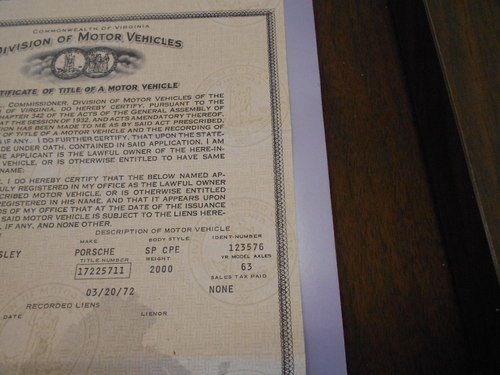 COMMONWEALTH OF VIRGINIA
DIVISION OF MOTOR VEHICLES
CERTIFICATE OF TITLE OF A MOTOR VEHICLE
COMMISSIONER, DIVISION OF MOTOR VEHICLES OF THE
OF VIRGINIA, DO HEREBY CERTIFY, PURSUANT TO THE
CHAPTER 342 OF THE ACTS OF THE GENERAL ASSEMBLY OF
AT THE SESSION OF 1932, AND ACTS AMENDATORY THEREOF,
HAS BEEN MADE TO ME AS BY SAID ACT PRESCRIBED,
OF TITLE OF A MOTOR VEHICLE AND THE RECORDING OF
IF ANY. I DO FURTHER CERTIFY, THAT UPON THE STATE-
MADE UNDER OATH, CONTAINED IN SAID APPLICATION, I AM
THE APPLICANT IS THE LAWFUL OWNER OF THE HERE-IN-
VEHICLE, OR IS OTHERWISE ENTITLED TO HAVE SAME
NAME:
I DO HEREBY CERTIFY THAT THE BELOW NAMED AP-
DULY REGISTERED IN MY OFFICE AS THE LAWFUL OWNER
DESCRIBED MOTOR VEHICLE, OR IS OTHERWISE ENTITLED
REGISTERED IN HIS NAME, AND THAT IT APPEARS UPON
OF MY OFFICE THAT AT THE DATE OF THE ISSUANCE
SAID MOTOR VEHICLE IS SUBJECT TO THE LIENS HERE-
IF ANY, AND NONE OTHER.
DESCRIPTION OF MOTOR VEHICLE
MAKE BODY STYLE IDENT-NUMBER
SLEY PORSCHE SP CPE 123576
TITLE NUMBER WEIGHT YR MODEL AXLES
17225711 2000 63
SALES TAX PAID
03/20/72 NONE
RECORDED LIENS
DATE LIENOR